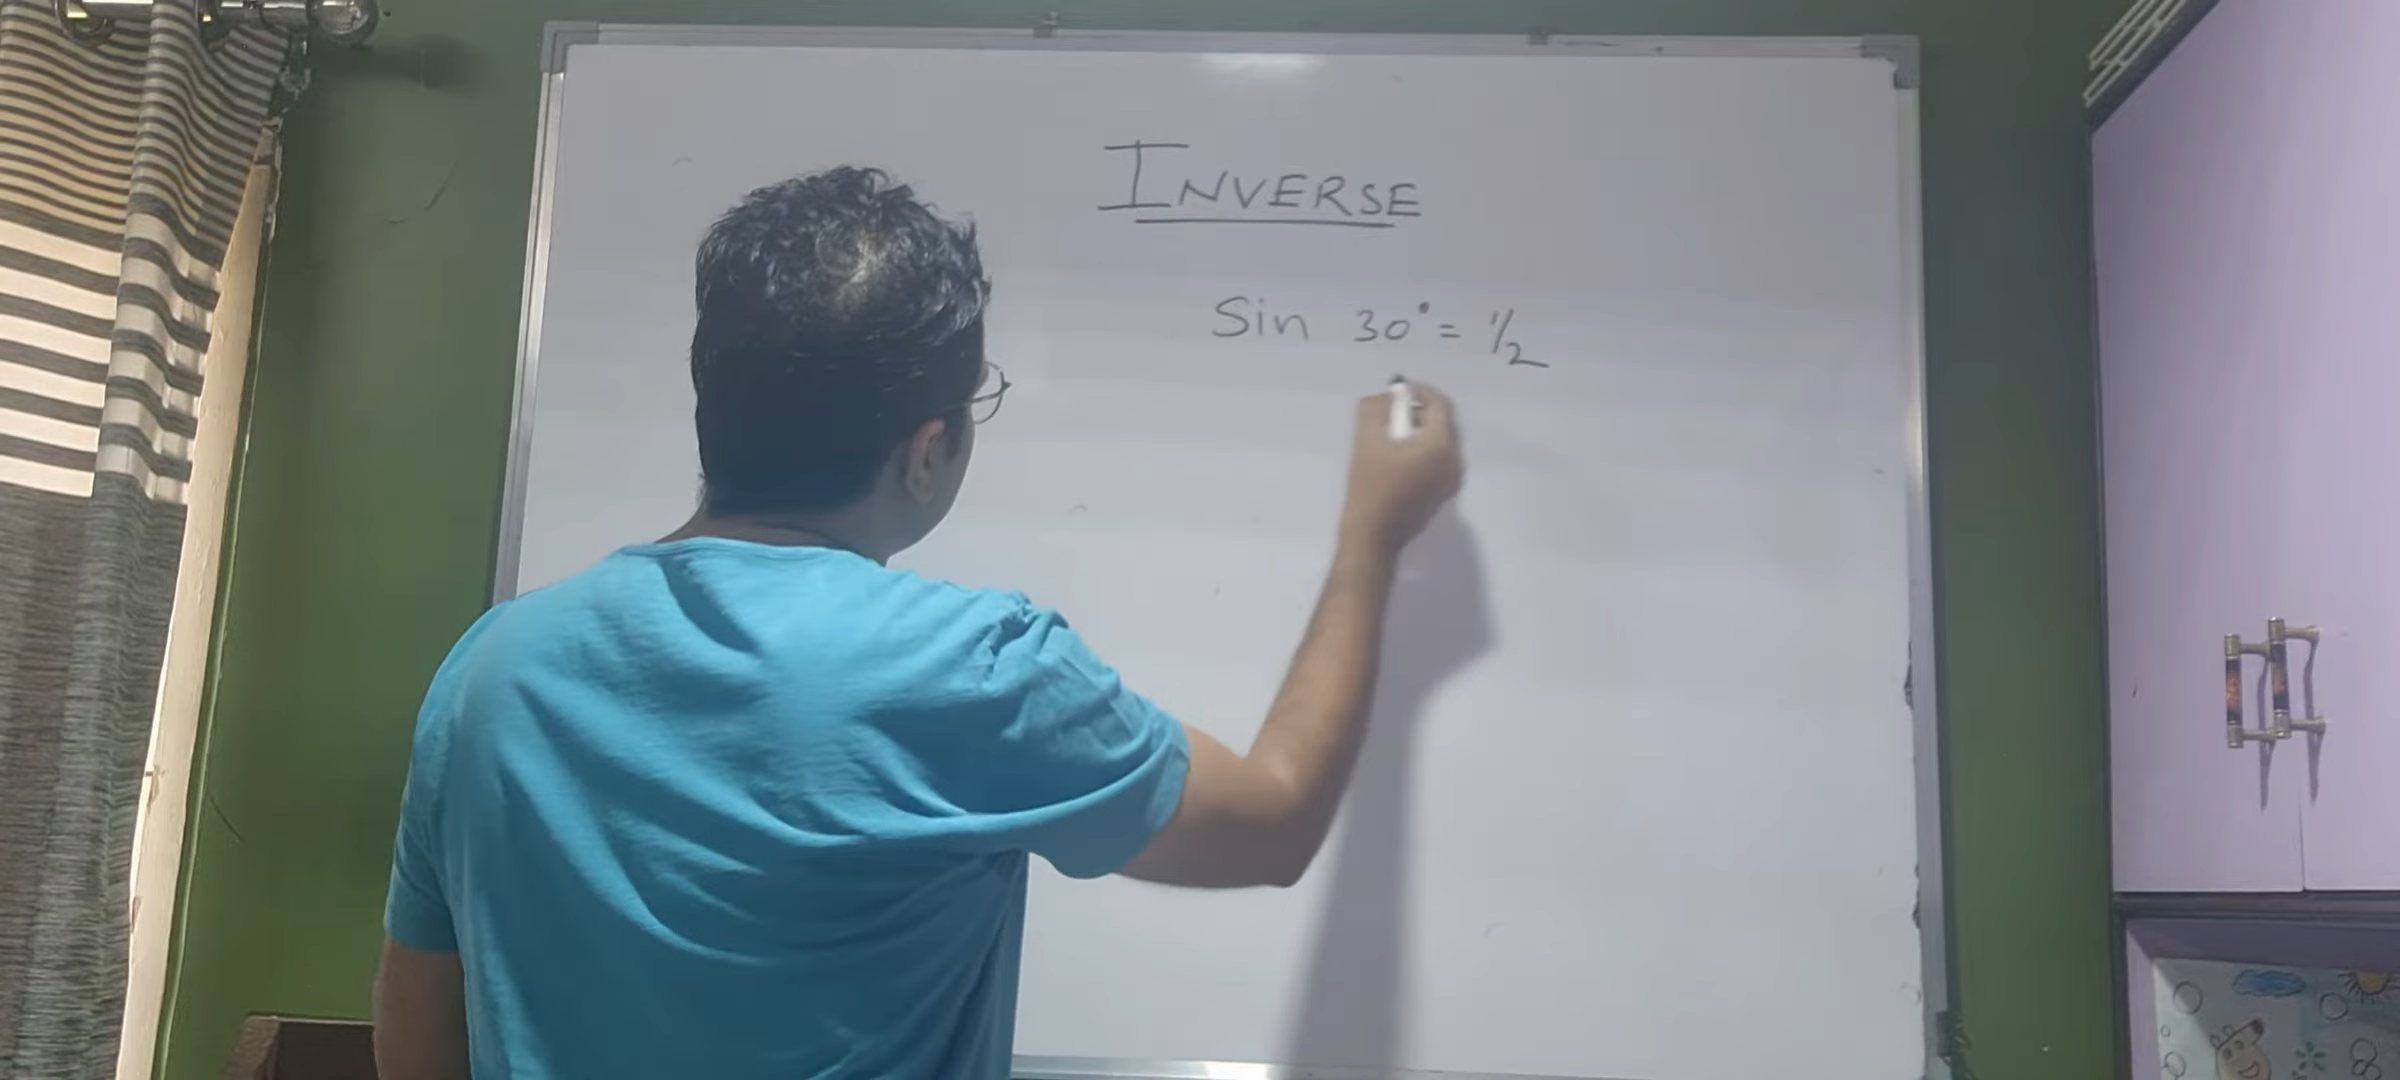 INVERSE
Sin 30° = 1/2